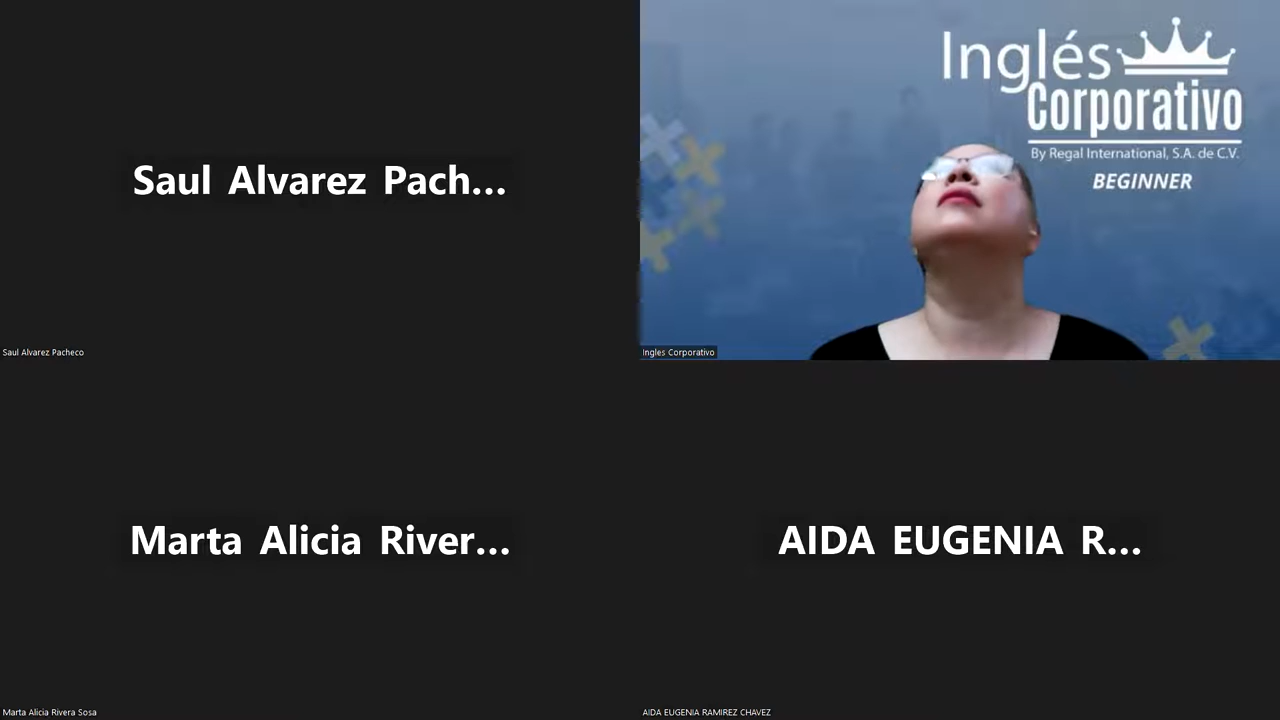 Saul Alvarez Pach...
Saul Alvarez Pacheco
Inglés
Corporativo
By Regal International, S.A. de C.V.
BEGINNER
Ingles Corporativo
Marta Alicia River...
Marta Alicia Rivera Sosa
AIDA EUGENIA R...
AIDA EUGENIA RAMIREZ CHAVEZ